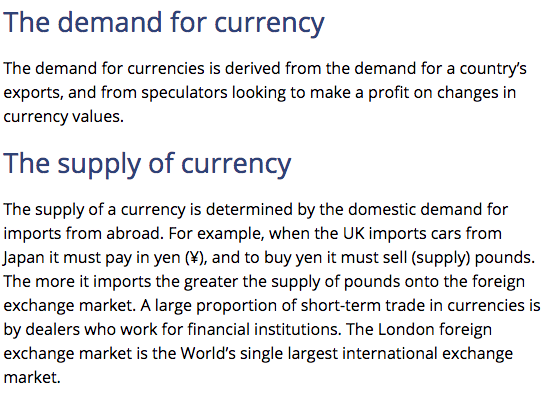 The demand for currency
The demand for currencies is derived from the demand for a country’s
exports, and from speculators looking to make a profit on changes in
currency values.
The supply of currency
The supply of a currency is determined by the domestic demand for
imports from abroad. For example, when the UK imports cars from
Japan it must pay in yen (¥), and to buy yen it must sell (supply) pounds.
The more it imports the greater the supply of pounds onto the foreign
exchange market. A large proportion of short-term trade in currencies is
by dealers who work for financial institutions. The London foreign
exchange market is the World’s single largest international exchange
market.